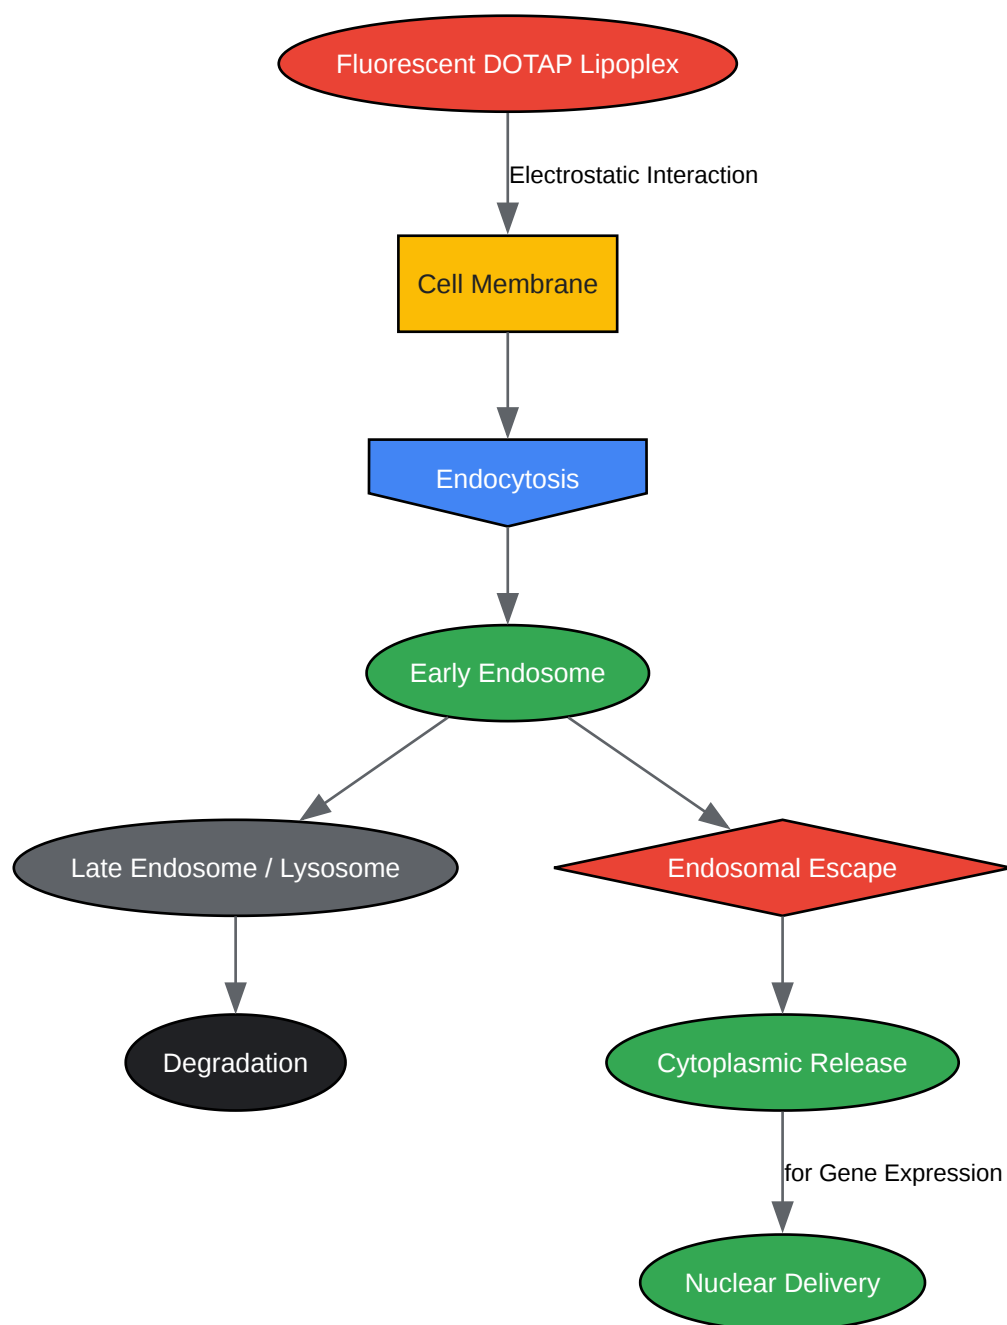 Fluorescent DOTAP Lipoplex
Electrostatic Interaction
Cell Membrane
Endocytosis
Early Endosome
Late Endosome / Lysosome
Endosomal Escape
Degradation
Cytoplasmic Release
for Gene Expression
Nuclear Delivery